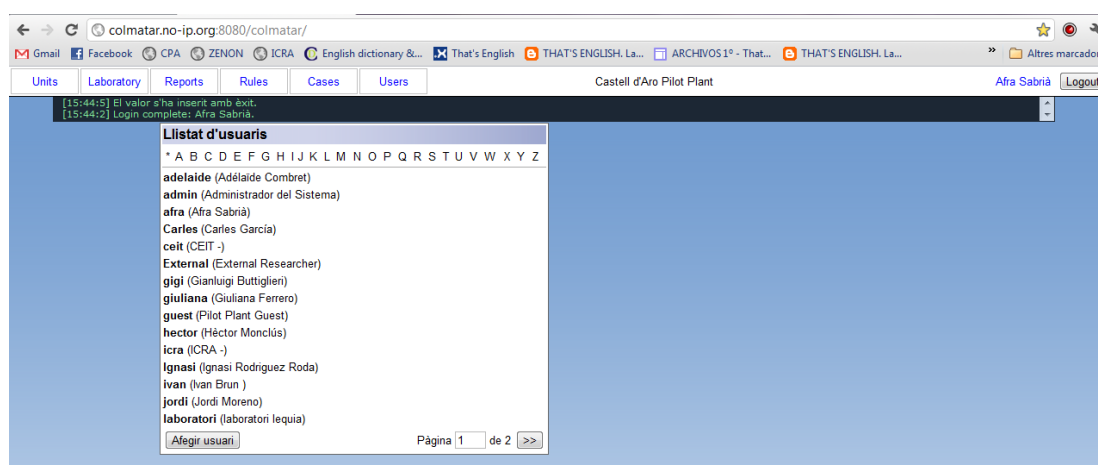 colmatar.no-ip.org:8080/colmatar/
Gmail Facebook CPA ZENON ICRA English dictionary &... That's English THAT'S ENGLISH. La... ARCHIVOS 1º - That... THAT'S ENGLISH. La... » Altres marcador
Units Laboratory Reports Rules Cases Users Castell d'Aro Pilot Plant Afra Sabrià Logout
[15:44:5] El valor s'ha inserit amb èxit.
[15:44:2] Login complete: Afra Sabrià.
Llistat d'usuaris
* A B C D E F G H I J K L M N O P Q R S T U V W X Y Z
adelaide (Adélaïde Combret)
admin (Administrador del Sistema)
afra (Afra Sabrià)
Carles (Carles García)
ceit (CEIT -)
External (External Researcher)
gigi (Gianluigi Buttiglieri)
giuliana (Giuliana Ferrero)
guest (Pilot Plant Guest)
hector (Hèctor Monclús)
icra (ICRA -)
Ignasi (Ignasi Rodriguez Roda)
ivan (Ivan Brun )
jordi (Jordi Moreno)
laboratori (laboratori lequia)
Afegir usuari Pàgina 1 de 2 >>